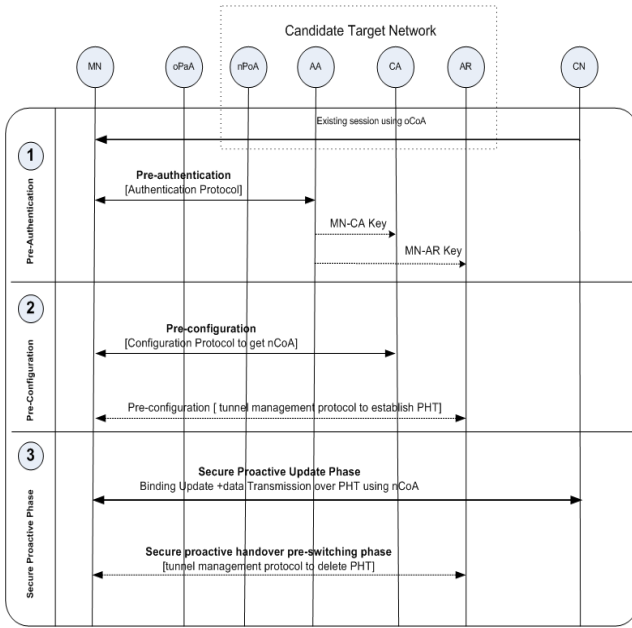 Candidate Target Network
MN
oPaA
nPoA
AA
CA
AR
CN
Existing session using oCoA
1
Pre-Authentication
Pre-authentication
[Authentication Protocol]
MN-CA Key
MN-AR Key
2
Pre-Configuration
Pre-configuration
[Configuration Protocol to get nCoA]
Pre-configuration [ tunnel management protocol to establish PHT]
3
Secure Proactive Phase
Secure Proactive Update Phase
Binding Update +data Transmission over PHT using nCoA
Secure proactive handover pre-switching phase
[tunnel management protocol to delete PHT]